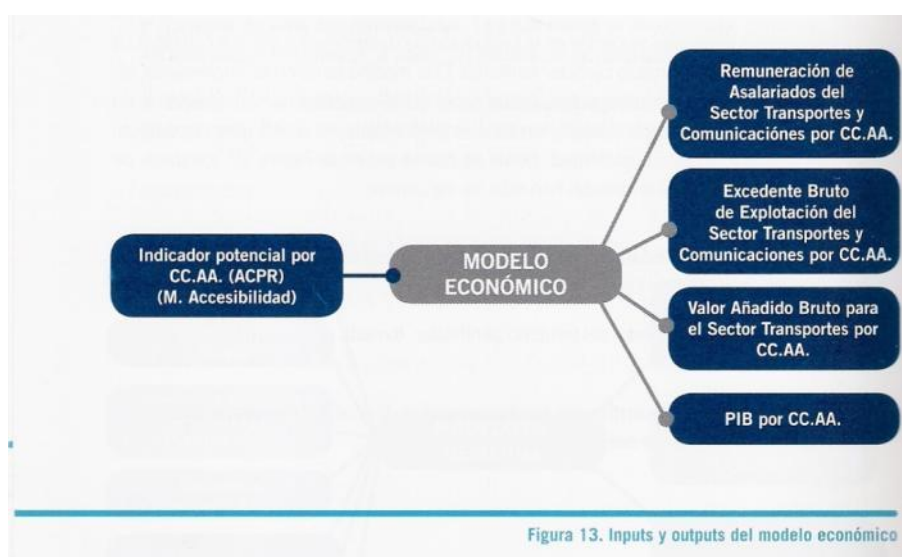 Remuneración de
Asalariados del
Sector Transportes y
Comunicaciónes por CC.AA.
Excedente Bruto
de Explotación del
Sector Transportes y
Comunicaciones por CC.AA.
Indicador potencial por
CC.AA. (ACPR)
(M. Accesibilidad)
MODELO
ECONÓMICO
Valor Añadido Bruto para
el Sector Transportes por
CC.AA.
PIB por CC.AA.
Figura 13. Inputs y outputs del modelo económico